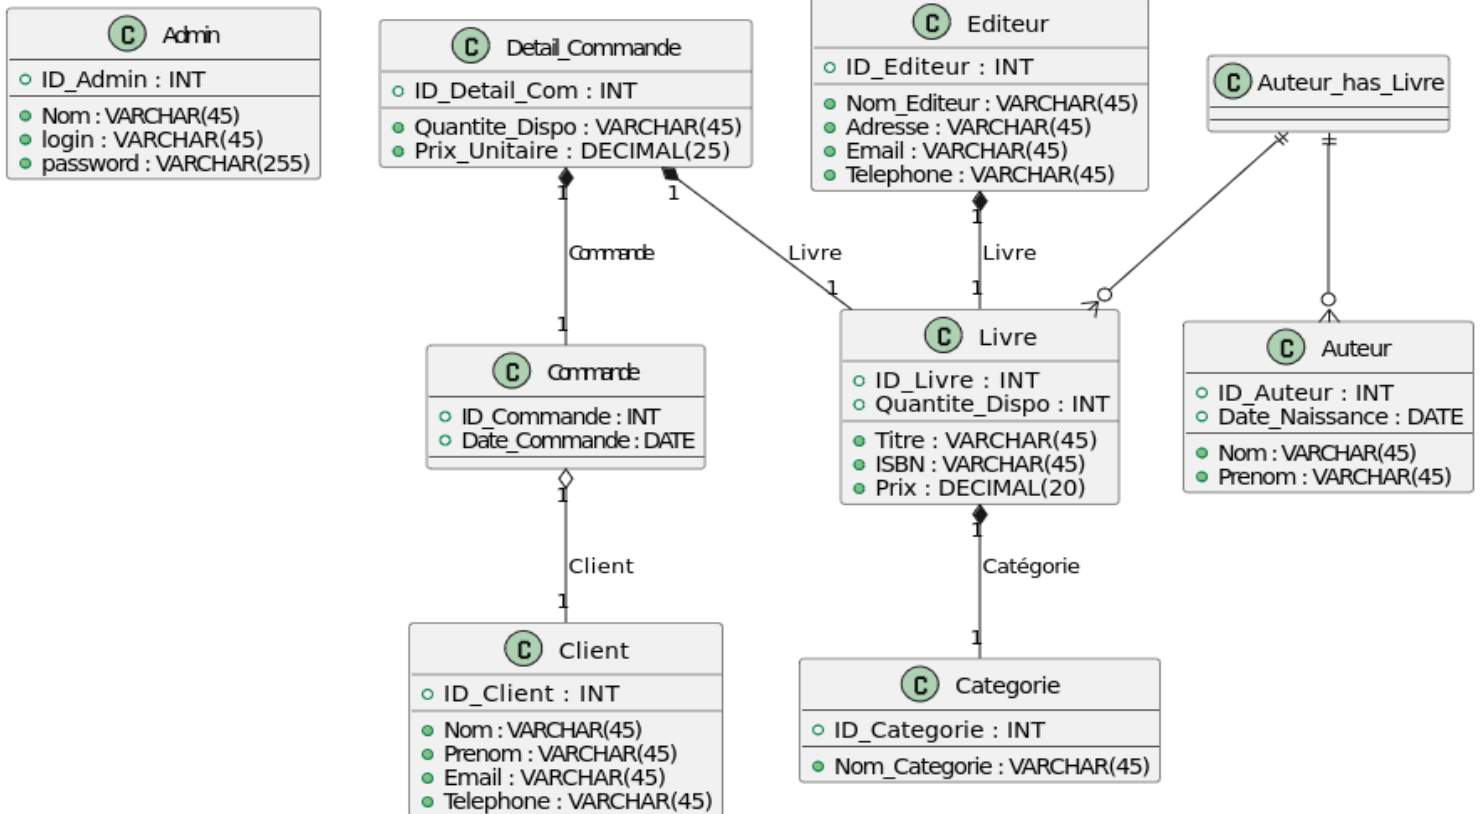 C Admin
ID_Admin : INT
Nom : VARCHAR(45)
login : VARCHAR(45)
password : VARCHAR(255)
C Detail_Commande
ID_Detail_Com : INT
Quantite_Dispo : VARCHAR(45)
Prix_Unitaire : DECIMAL(25)
C Editeur
ID_Editeur : INT
Nom_Editeur : VARCHAR(45)
Adresse : VARCHAR(45)
Email : VARCHAR(45)
Telephone : VARCHAR(45)
C Auteur_has_Livre
1
1
1
Commande
Livre
Livre
1
1
1
C Commande
ID_Commande : INT
Date_Commande : DATE
C Livre
ID_Livre : INT
Quantite_Dispo : INT
Titre : VARCHAR(45)
ISBN : VARCHAR(45)
Prix : DECIMAL(20)
C Auteur
ID_Auteur : INT
Date_Naissance : DATE
Nom : VARCHAR(45)
Prenom : VARCHAR(45)
1
Client
1
1
Catégorie
1
C Client
ID_Client : INT
Nom : VARCHAR(45)
Prenom : VARCHAR(45)
Email : VARCHAR(45)
Telephone : VARCHAR(45)
C Categorie
ID_Categorie : INT
Nom_Categorie : VARCHAR(45)